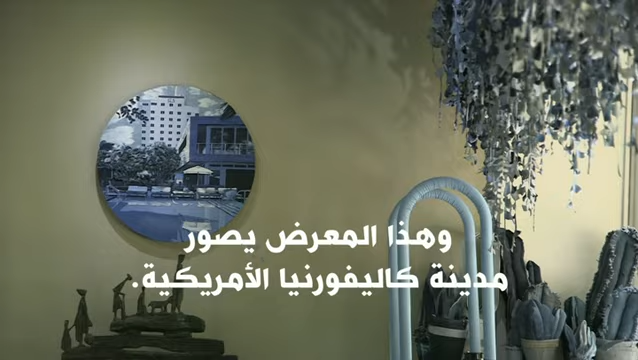 وهذا المعرض يصور
مدينة كاليفورنيا الأمريكية.